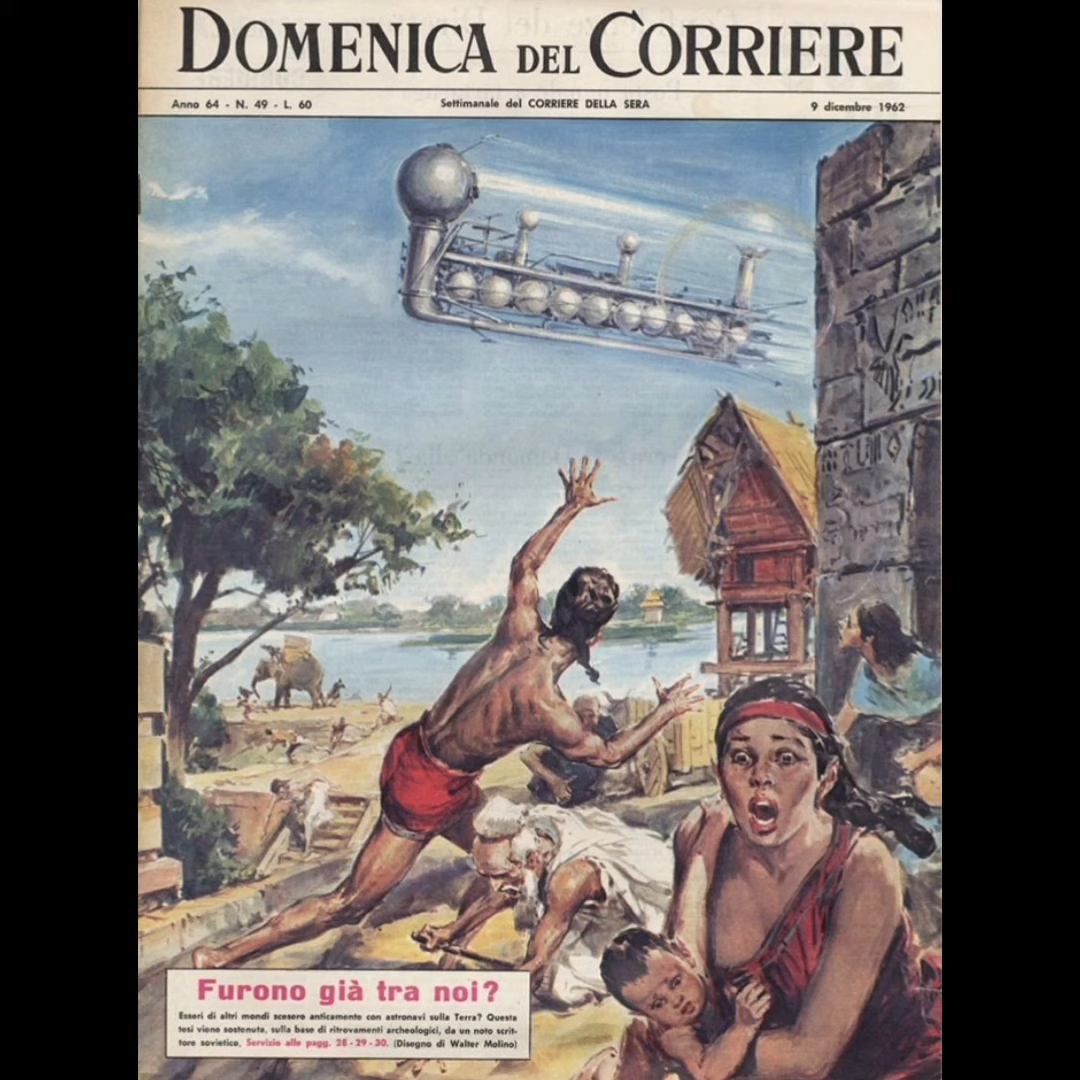 DOMENICA DEL CORRIERE
Anno 64 - N. 49 - L. 60 Settimanale del CORRIERE DELLA SERA 9 dicembre 1962
Furono già tra noi?
Esseri di altri mondi scesero anticamente con astronavi sulla Terra? Questa
tesi viene sostenuta, sulla base di ritrovamenti archeologici, da un noto scrit-
tore sovietico. Servizio alle pagg. 28 - 29 - 30. (Disegno di Walter Molino)